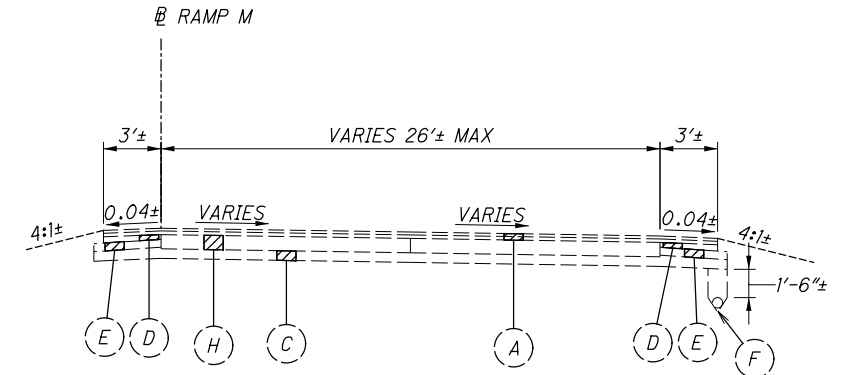 ℄ RAMP M
3'± VARIES 26'± MAX 3'±
0.04± VARIES VARIES 0.04±
4:1± 4:1±
1'-6"±
E D H C A D E F